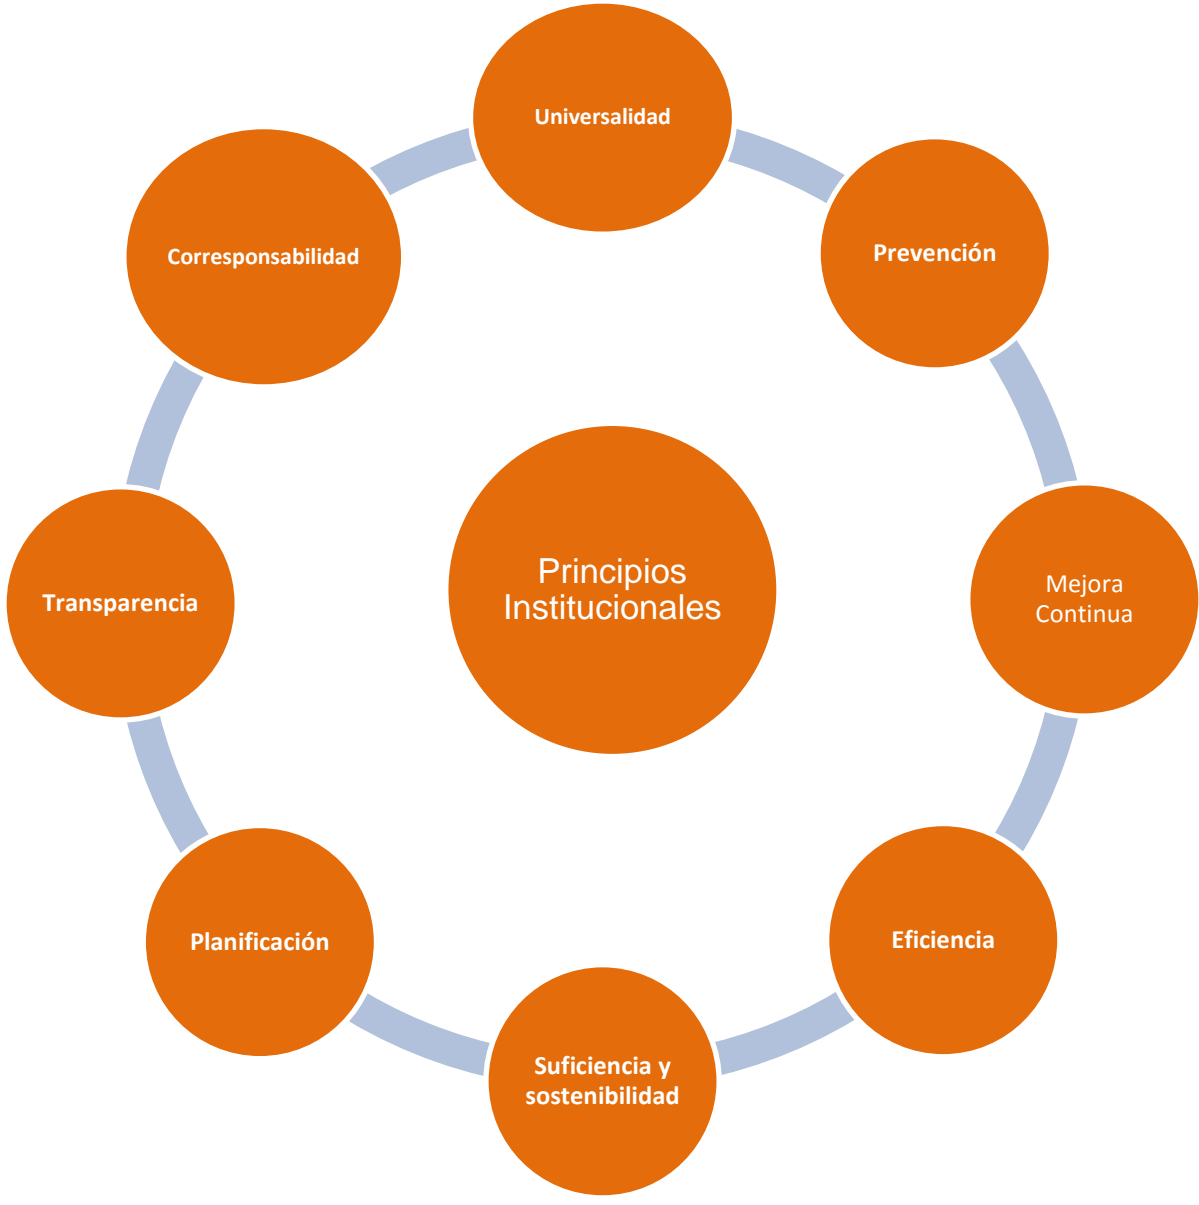 Universalidad
Prevención
Corresponsabilidad
Principios
Institucionales
Mejora
Continua
Transparencia
Eficiencia
Planificación
Suficiencia y
sostenibilidad